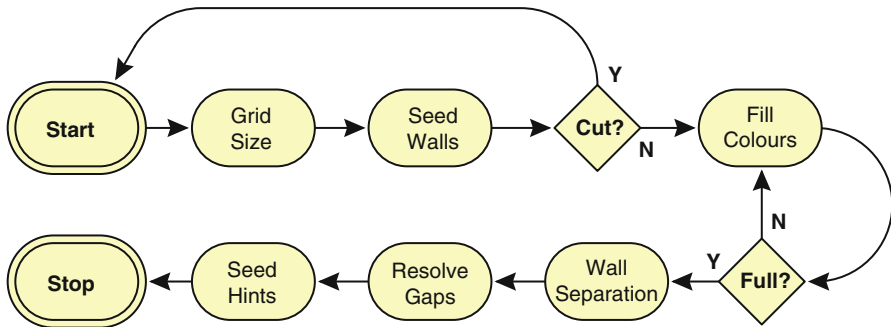 Y
Start
Grid
Size
Seed
Walls
Cut?
N
Fill
Colours
N
Stop
Seed
Hints
Resolve
Gaps
Wall
Separation
Y
Full?